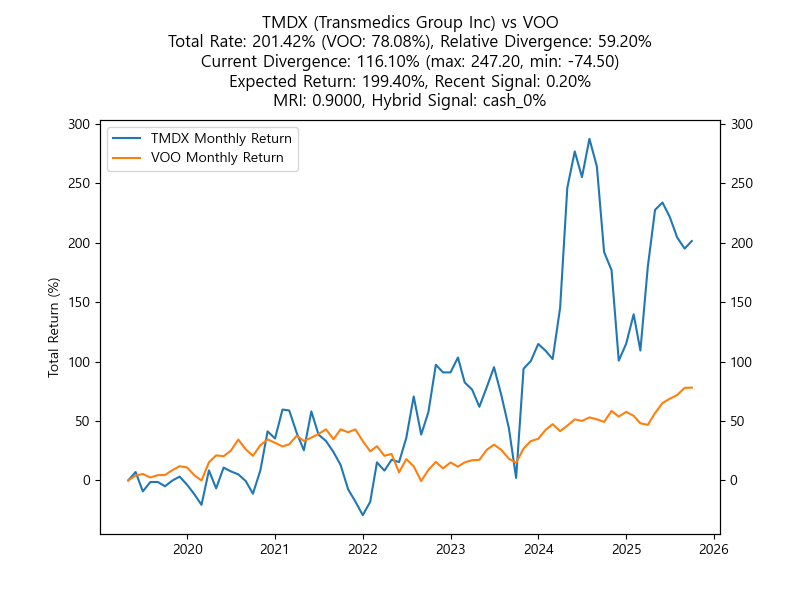 TMDX (Transmedics Group Inc) vs VOO
Total Rate: 201.42% (VOO: 78.08%), Relative Divergence: 59.20%
Current Divergence: 116.10% (max: 247.20, min: -74.50)
Expected Return: 199.40%, Recent Signal: 0.20%
MRI: 0.9000, Hybrid Signal: cash_0%
TMDX Monthly Return
VOO Monthly Return
Total Return (%)
300 300
250 250
200 200
150 150
100 100
50 50
0 0
2020 2021 2022 2023 2024 2025 2026